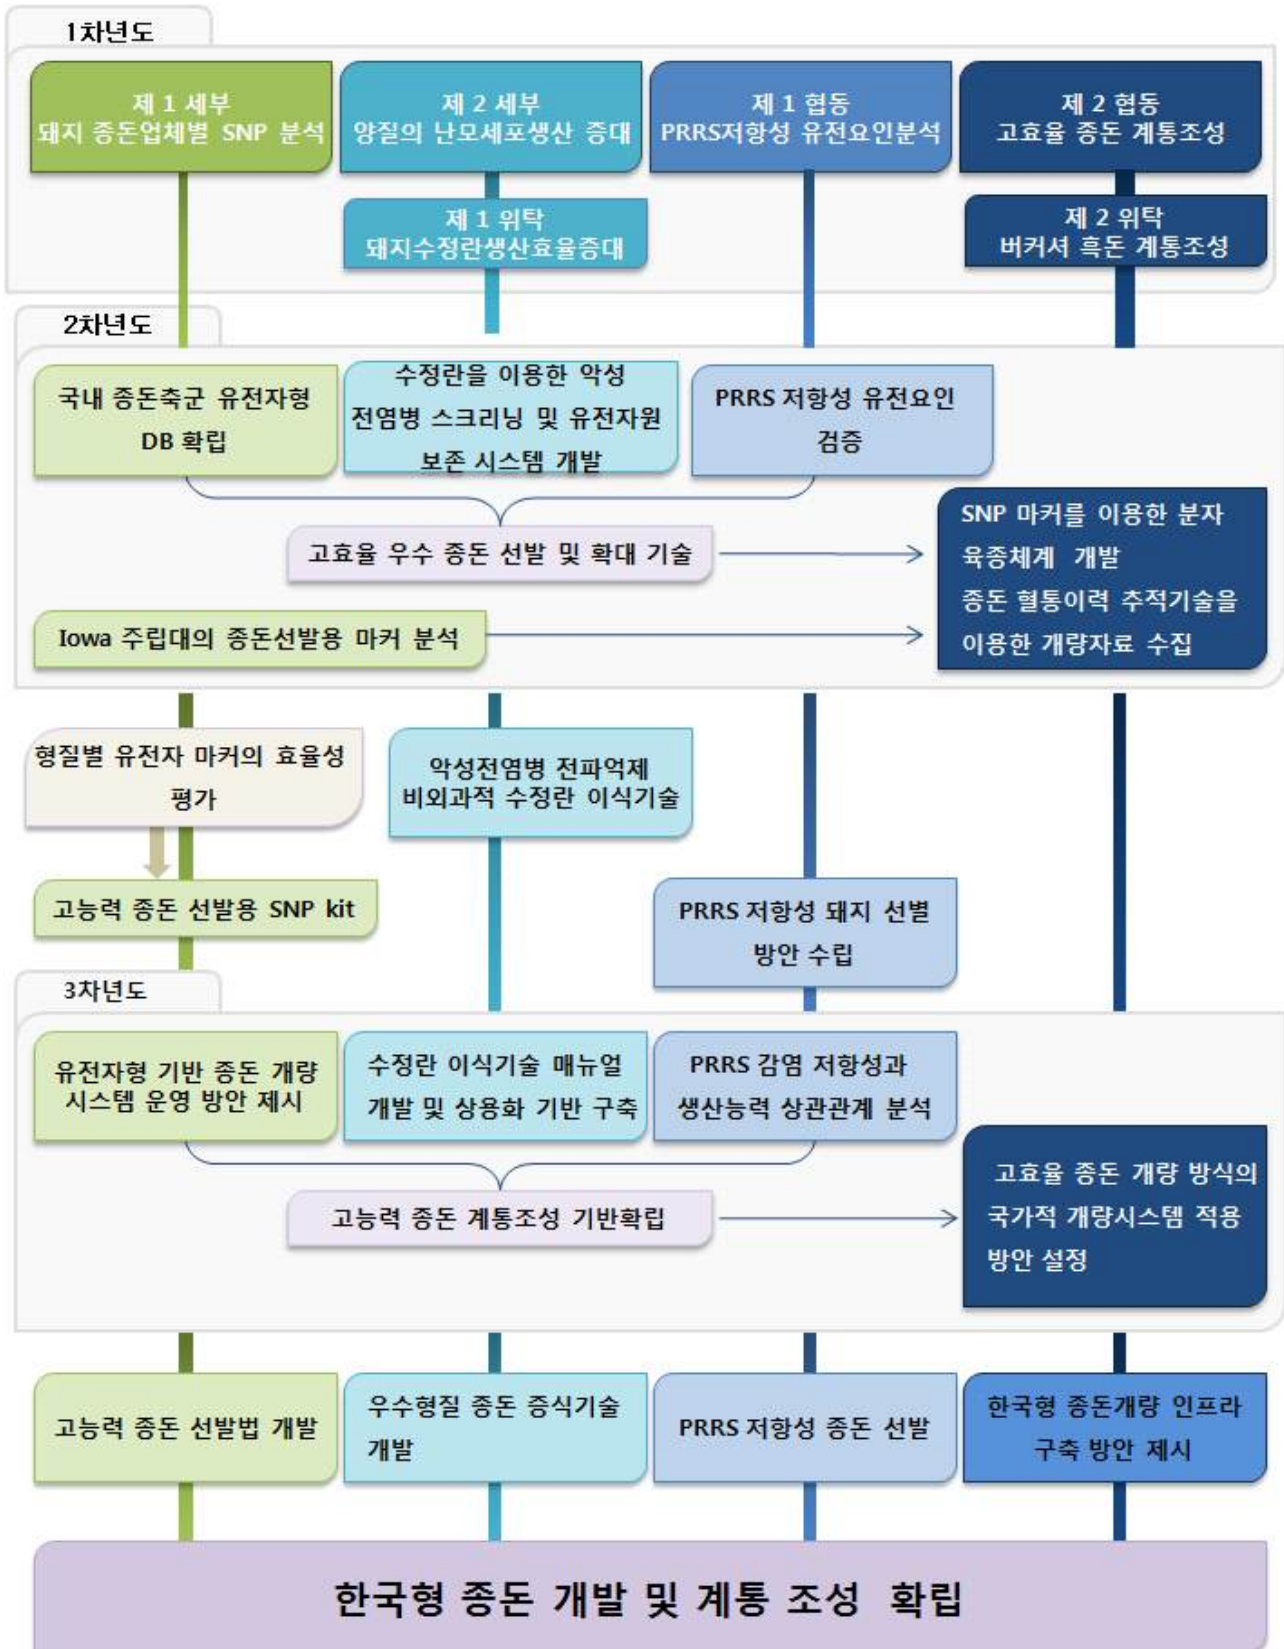 1차년도
제 1 세부
돼지 종돈업체별 SNP 분석
제 2 세부
양질의 난모세포생산 증대
제 1 협동
PRRS저항성 유전요인분석
제 2 협동
고효율 종돈 계통조성
제 1 위탁
돼지수정란생산효율증대
제 2 위탁
버커셔 흑돈 계통조성
2차년도
국내 종돈축군 유전자형
DB 확립
수정란을 이용한 악성
전염병 스크리닝 및 유전자원
보존 시스템 개발
PRRS 저항성 유전요인
검증
고효율 우수 종돈 선발 및 확대 기술
SNP 마커를 이용한 분자
육종체계 개발
종돈 혈통이력 추적기술을
이용한 개량자료 수집
Iowa 주립대의 종돈선발용 마커 분석
형질별 유전자 마커의 효율성
평가
악성전염병 전파억제
비외과적 수정란 이식기술
고능력 종돈 선발용 SNP kit
PRRS 저항성 돼지 선별
방안 수립
3차년도
유전자형 기반 종돈 개량
시스템 운영 방안 제시
수정란 이식기술 매뉴얼
개발 및 상용화 기반 구축
PRRS 감염 저항성과
생산능력 상관관계 분석
고능력 종돈 계통조성 기반확립
고효율 종돈 개량 방식의
국가적 개량시스템 적용
방안 설정
고능력 종돈 선발법 개발
우수형질 종돈 증식기술
개발
PRRS 저항성 종돈 선발
한국형 종돈개량 인프라
구축 방안 제시
한국형 종돈 개발 및 계통 조성 확립